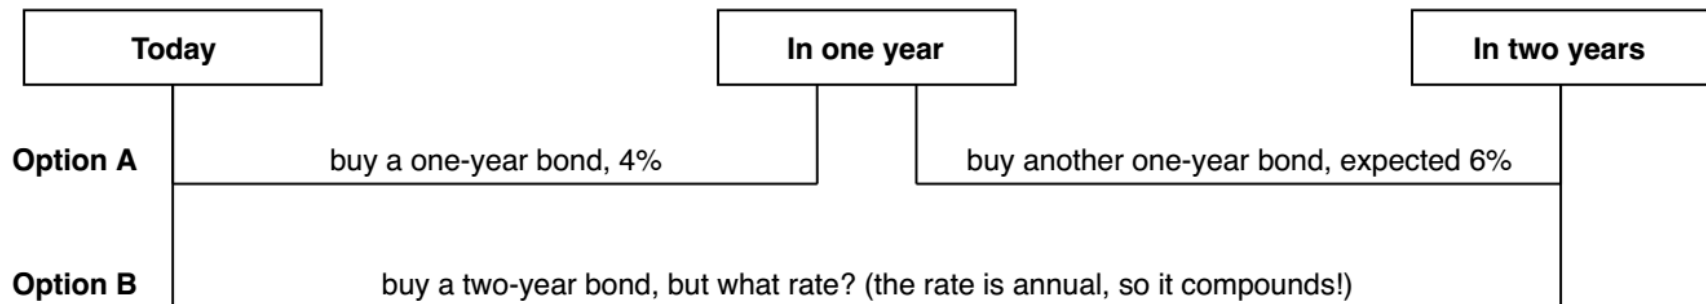 Today
In one year
In two years
Option A
buy a one-year bond, 4%
buy another one-year bond, expected 6%
Option B
buy a two-year bond, but what rate? (the rate is annual, so it compounds!)